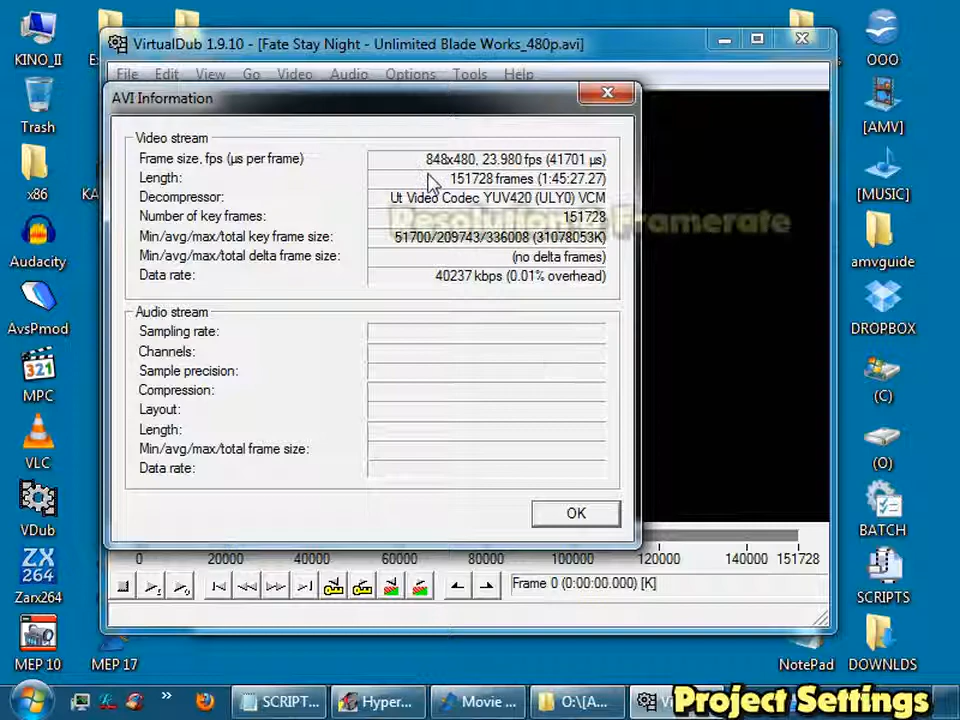 KINO_II
Trash
x86
Audacity
AvsPmod
MPC
VLC
VDub
ZX
264
Zarx264
MEP 10
MEP 17
VirtualDub 1.9.10 - [Fate Stay Night - Unlimited Blade Works_480p.avi]
File Edit View Go Video Audio Options Tools Help
AVI Information
Video stream
Frame size, fps (µs per frame) 848x480, 23.980 fps (41701 µs)
Length: 151728 frames (1:45:27.27)
Decompressor: Ut Video Codec YUV420 (ULY0) VCM
Number of key frames: 151728
Resolution & Framerate
Min/avg/max/total key frame size: 51700/209743/336008 (31078053K)
Min/avg/max/total delta frame size: (no delta frames)
Data rate: 40237 kbps (0.01% overhead)
Audio stream
Sampling rate:
Channels:
Sample precision:
Compression:
Layout:
Length:
Min/avg/max/total frame size:
Data rate:
OK
0 20000 40000 60000 80000 100000 120000 140000 151728
Frame 0 (0:00:00.000) [K]
OOO
[AMV]
[MUSIC]
amvguide
DROPBOX
(C)
(O)
BATCH
SCRIPTS
NotePad
DOWNLDS
SCRIPT... Hyper... Movie ... O:\[A...
Project Settings